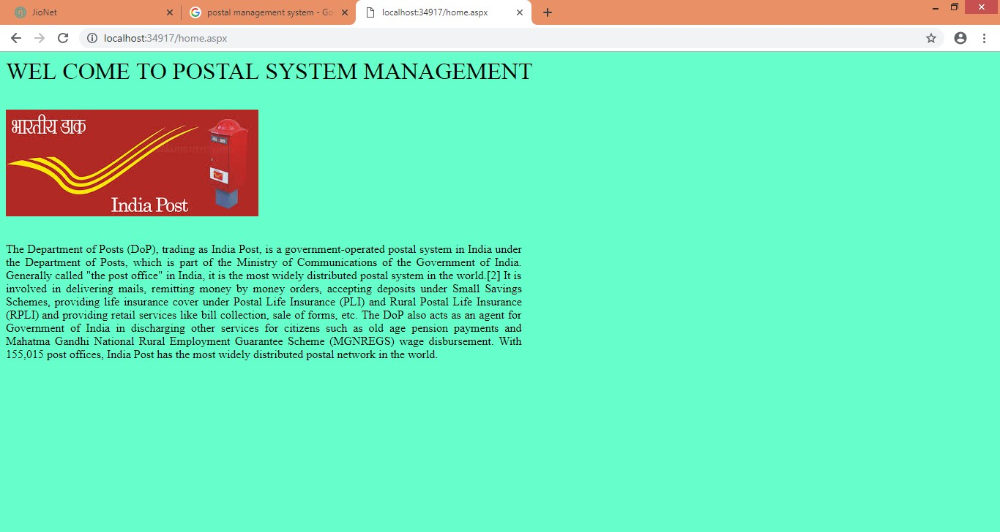 JioNet
postal management system - Go
localhost:34917/home.aspx
localhost:34917/home.aspx
WEL COME TO POSTAL SYSTEM MANAGEMENT
भारतीय डाक
India Post
The Department of Posts (DoP), trading as India Post, is a government-operated postal system in India under
the Department of Posts, which is part of the Ministry of Communications of the Government of India.
Generally called "the post office" in India, it is the most widely distributed postal system in the world.[2] It is
involved in delivering mails, remitting money by money orders, accepting deposits under Small Savings
Schemes, providing life insurance cover under Postal Life Insurance (PLI) and Rural Postal Life Insurance
(RPLI) and providing retail services like bill collection, sale of forms, etc. The DoP also acts as an agent for
Government of India in discharging other services for citizens such as old age pension payments and
Mahatma Gandhi National Rural Employment Guarantee Scheme (MGNREGS) wage disbursement. With
155,015 post offices, India Post has the most widely distributed postal network in the world.